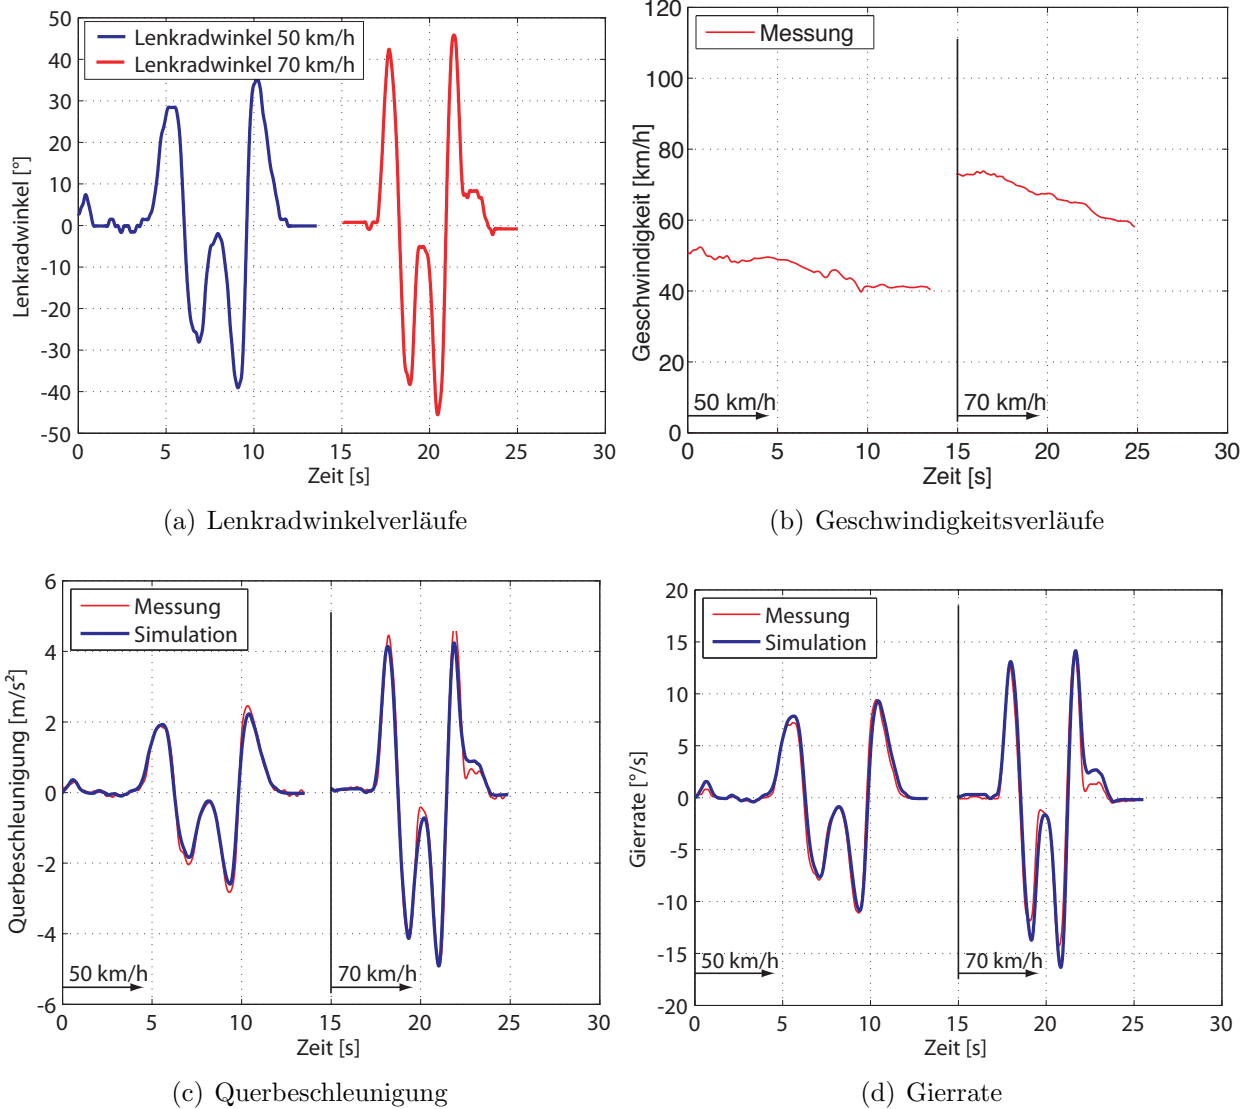 50
40
30
20
10
0
-10
-20
-30
-40
-50
Lenkradwinkel [°]
Lenkradwinkel 50 km/h
Lenkradwinkel 70 km/h
0 5 10 15 20 25 30
Zeit [s]
(a) Lenkradwinkelverläufe
120
100
80
60
40
20
0
Geschwindigkeit [km/h]
Messung
50 km/h
70 km/h
0 5 10 15 20 25 30
Zeit [s]
(b) Geschwindigkeitsverläufe
6
4
2
0
-2
-4
-6
Querbeschleunigung [m/s²]
Messung
Simulation
50 km/h
70 km/h
0 5 10 15 20 25 30
Zeit [s]
(c) Querbeschleunigung
20
15
10
5
0
-5
-10
-15
-20
Gierrate [°/s]
Messung
Simulation
50 km/h
70 km/h
0 5 10 15 20 25 30
Zeit [s]
(d) Gierrate